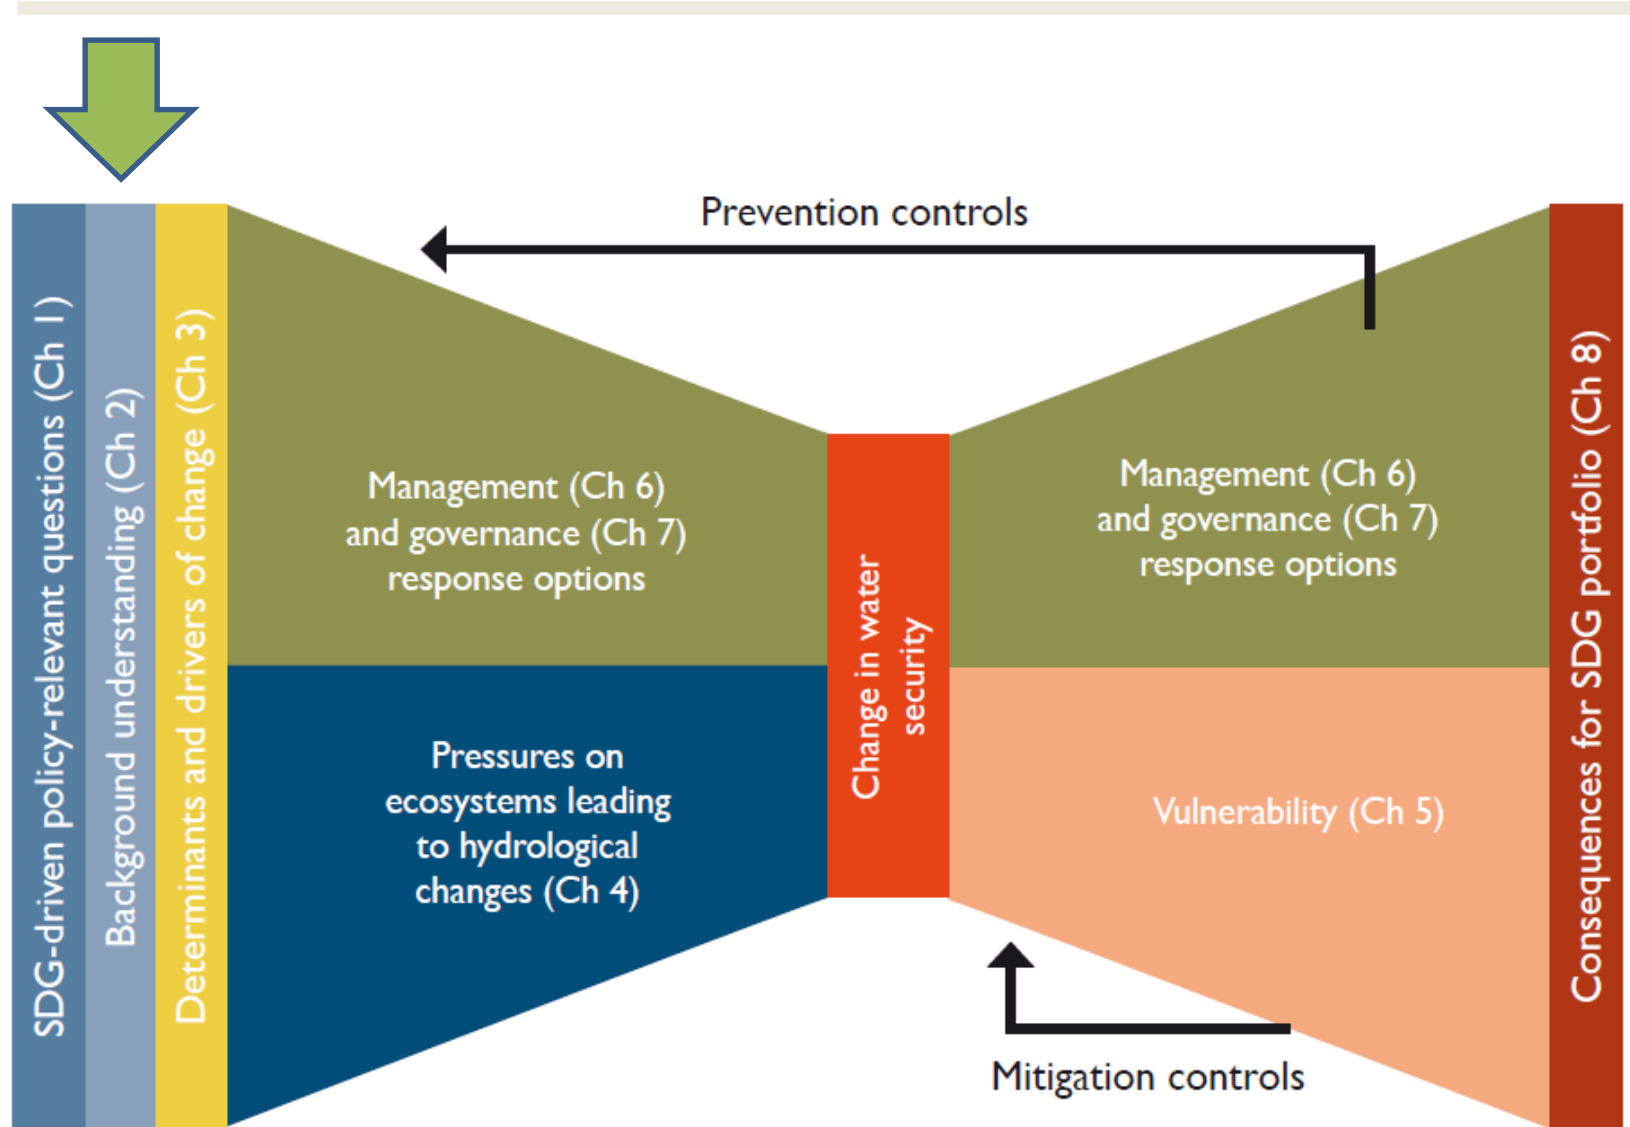 Prevention controls
SDG-driven policy-relevant questions (Ch 1)
Background understanding (Ch 2)
Determinants and drivers of change (Ch 3)
Management (Ch 6)
and governance (Ch 7)
response options
Pressures on
ecosystems leading
to hydrological
changes (Ch 4)
Change in water
security
Management (Ch 6)
and governance (Ch 7)
response options
Vulnerability (Ch 5)
Consequences for SDG portfolio (Ch 8)
Mitigation controls